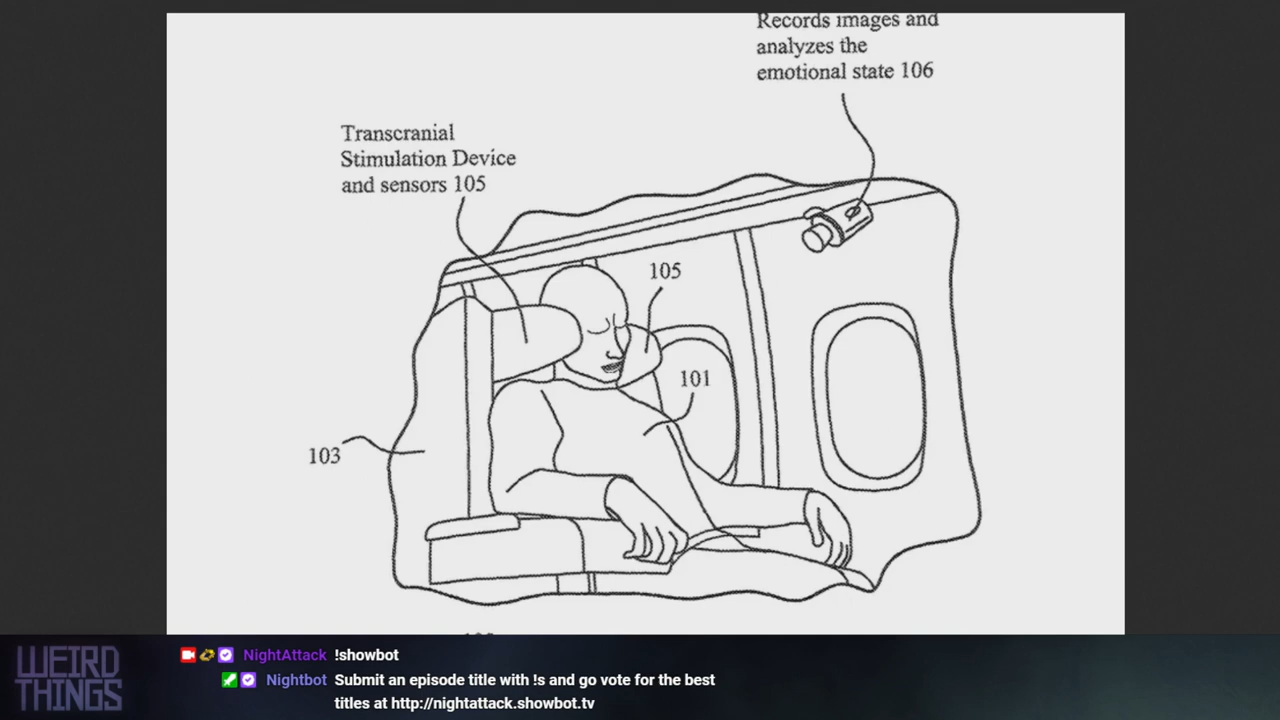 Records images and
analyzes the
emotional state 106
Transcranial
Stimulation Device
and sensors 105
105
101
103
WEIRD
THINGS
NightAttack !showbot
Nightbot Submit an episode title with !s and go vote for the best
titles at http://nightattack.showbot.tv